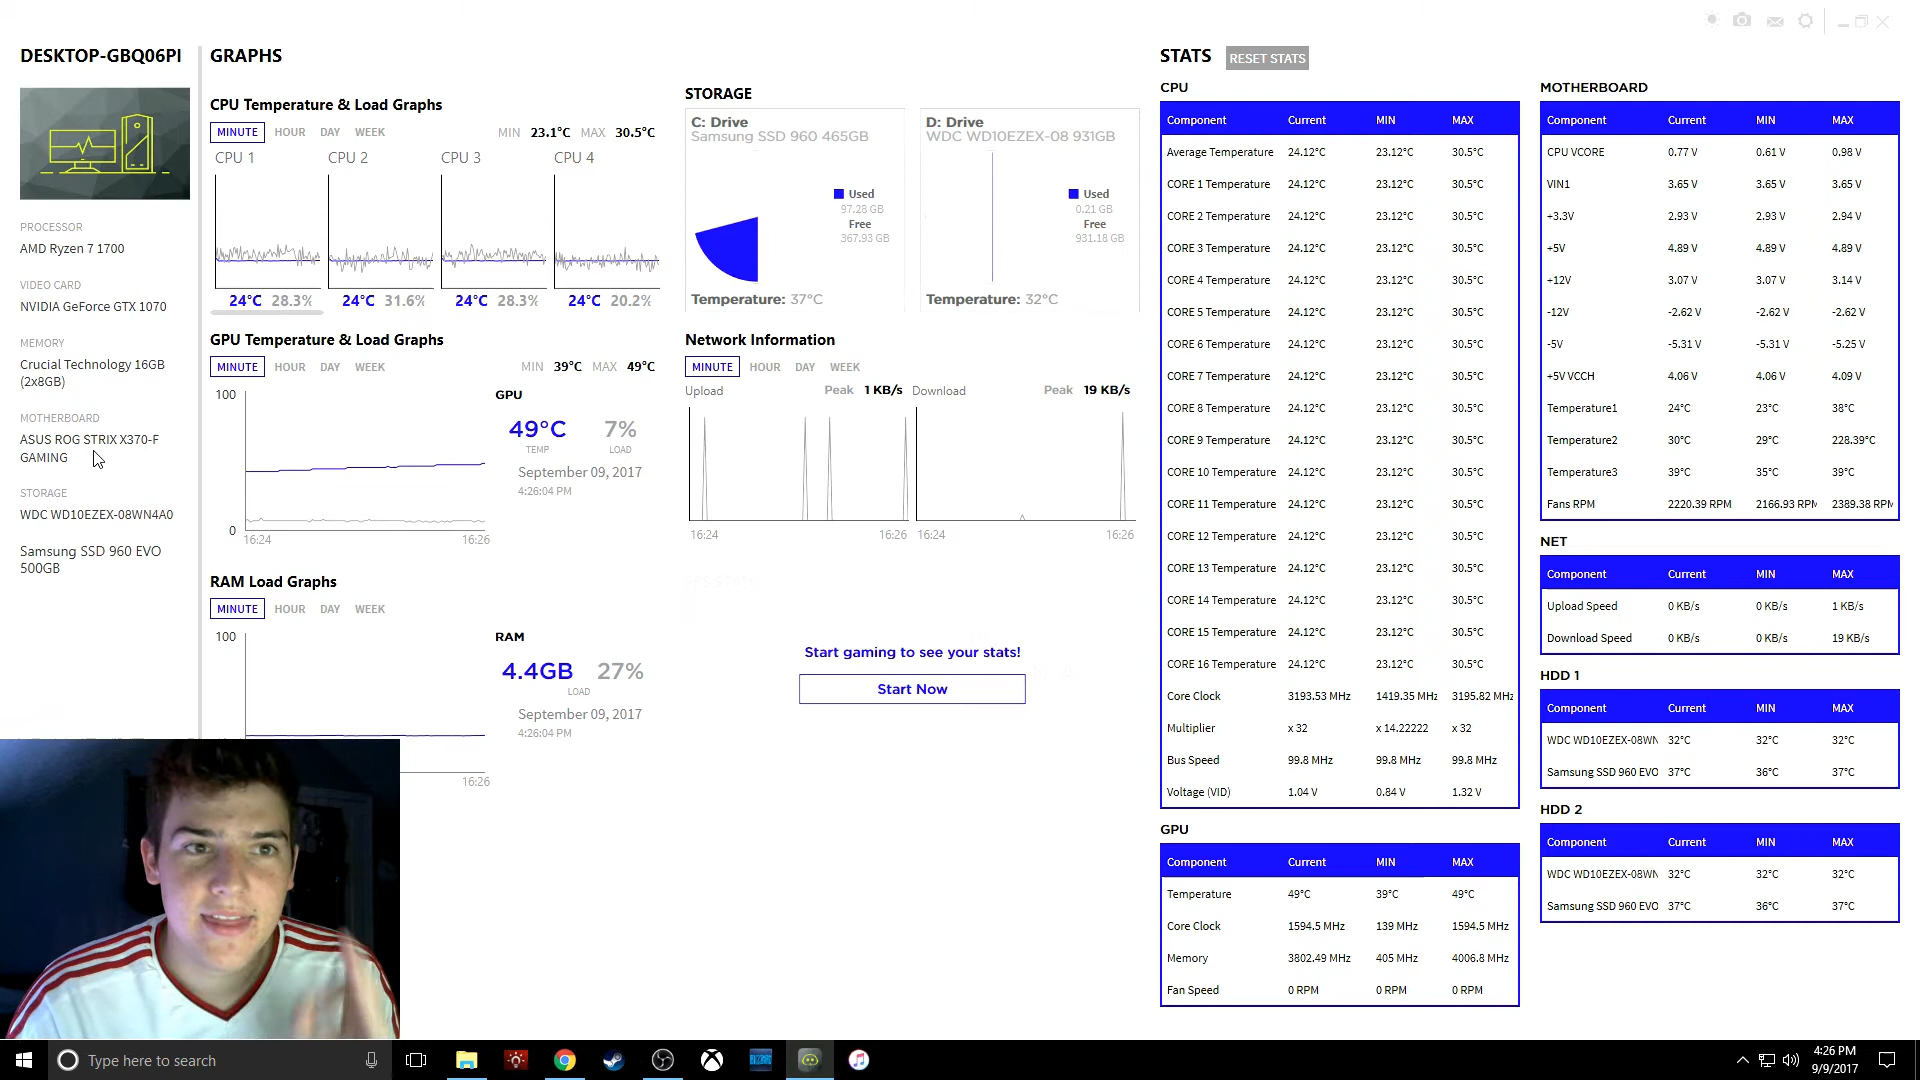 DESKTOP-GBQ06PI
PROCESSOR
AMD Ryzen 7 1700
VIDEO CARD
NVIDIA GeForce GTX 1070
MEMORY
Crucial Technology 16GB
(2x8GB)
MOTHERBOARD
ASUS ROG STRIX X370-F
GAMING
STORAGE
WDC WD10EZEX-08WN4A0
Samsung SSD 960 EVO
500GB
GRAPHS
CPU Temperature & Load Graphs
MINUTE HOUR DAY WEEK MIN 23.1°C MAX 30.5°C
CPU 1 CPU 2 CPU 3 CPU 4
24°C 28.3% 24°C 31.6% 24°C 28.3% 24°C 20.2%
GPU Temperature & Load Graphs
MINUTE HOUR DAY WEEK MIN 39°C MAX 49°C
100
0
16:24 16:26
GPU
49°C 7%
TEMP LOAD
September 09, 2017
4:26:04 PM
RAM Load Graphs
MINUTE HOUR DAY WEEK
100
16:26
RAM
4.4GB 27%
LOAD
September 09, 2017
4:26:04 PM
STORAGE
C: Drive
Samsung SSD 960 465GB
Used
97.28 GB
Free
367.93 GB
Temperature: 37°C
D: Drive
WDC WD10EZEX-08 931GB
Used
0.21 GB
Free
931.18 GB
Temperature: 32°C
Network Information
MINUTE HOUR DAY WEEK
Upload Peak 1 KB/s Download Peak 19 KB/s
16:24 16:26 16:24 16:26
Start gaming to see your stats!
Start Now
STATS RESET STATS
CPU
Component Current MIN MAX
Average Temperature 24.12°C 23.12°C 30.5°C
CORE 1 Temperature 24.12°C 23.12°C 30.5°C
CORE 2 Temperature 24.12°C 23.12°C 30.5°C
CORE 3 Temperature 24.12°C 23.12°C 30.5°C
CORE 4 Temperature 24.12°C 23.12°C 30.5°C
CORE 5 Temperature 24.12°C 23.12°C 30.5°C
CORE 6 Temperature 24.12°C 23.12°C 30.5°C
CORE 7 Temperature 24.12°C 23.12°C 30.5°C
CORE 8 Temperature 24.12°C 23.12°C 30.5°C
CORE 9 Temperature 24.12°C 23.12°C 30.5°C
CORE 10 Temperature 24.12°C 23.12°C 30.5°C
CORE 11 Temperature 24.12°C 23.12°C 30.5°C
CORE 12 Temperature 24.12°C 23.12°C 30.5°C
CORE 13 Temperature 24.12°C 23.12°C 30.5°C
CORE 14 Temperature 24.12°C 23.12°C 30.5°C
CORE 15 Temperature 24.12°C 23.12°C 30.5°C
CORE 16 Temperature 24.12°C 23.12°C 30.5°C
Core Clock 3193.53 MHz 1419.35 MHz 3195.82 MHz
Multiplier x 32 x 14.22222 x 32
Bus Speed 99.8 MHz 99.8 MHz 99.8 MHz
Voltage (VID) 1.04 V 0.84 V 1.32 V
GPU
Component Current MIN MAX
Temperature 49°C 39°C 49°C
Core Clock 1594.5 MHz 139 MHz 1594.5 MHz
Memory 3802.49 MHz 405 MHz 4006.8 MHz
Fan Speed 0 RPM 0 RPM 0 RPM
MOTHERBOARD
Component Current MIN MAX
CPU VCORE 0.77 V 0.61 V 0.98 V
VIN1 3.65 V 3.65 V 3.65 V
+3.3V 2.93 V 2.93 V 2.94 V
+5V 4.89 V 4.89 V 4.89 V
+12V 3.07 V 3.07 V 3.14 V
-12V -2.62 V -2.62 V -2.62 V
-5V -5.31 V -5.31 V -5.25 V
+5V VCCH 4.06 V 4.06 V 4.09 V
Temperature1 24°C 23°C 38°C
Temperature2 30°C 29°C 228.39°C
Temperature3 39°C 35°C 39°C
Fans RPM 2220.39 RPM 2166.93 RPM 2389.38 RPM
NET
Component Current MIN MAX
Upload Speed 0 KB/s 0 KB/s 1 KB/s
Download Speed 0 KB/s 0 KB/s 19 KB/s
HDD 1
Component Current MIN MAX
WDC WD10EZEX-08WN 32°C 32°C 32°C
Samsung SSD 960 EVO 37°C 36°C 37°C
HDD 2
Component Current MIN MAX
WDC WD10EZEX-08WN 32°C 32°C 32°C
Samsung SSD 960 EVO 37°C 36°C 37°C
Type here to search
4:26 PM
9/9/2017